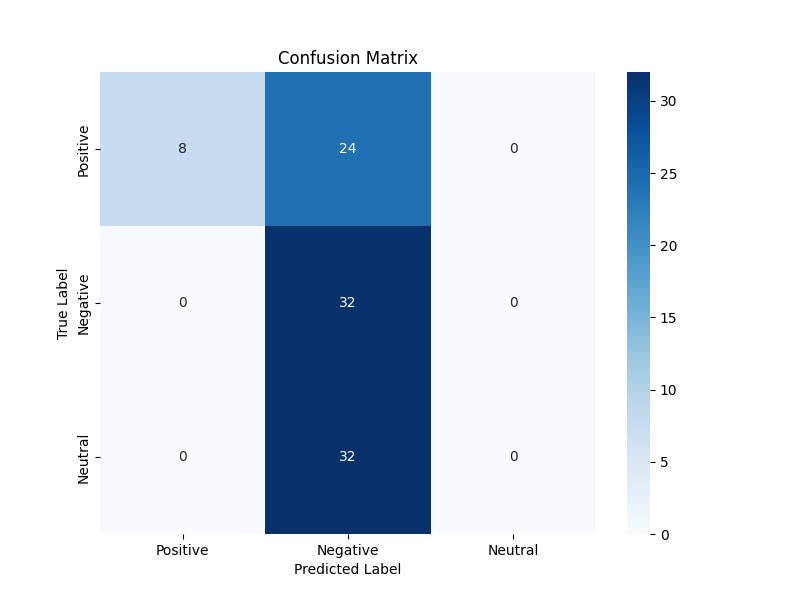 Confusion Matrix
Positive
8 24 0
Negative
0 32 0
Neutral
0 32 0
True Label
Positive Negative Neutral
Predicted Label
30
25
20
15
10
5
0